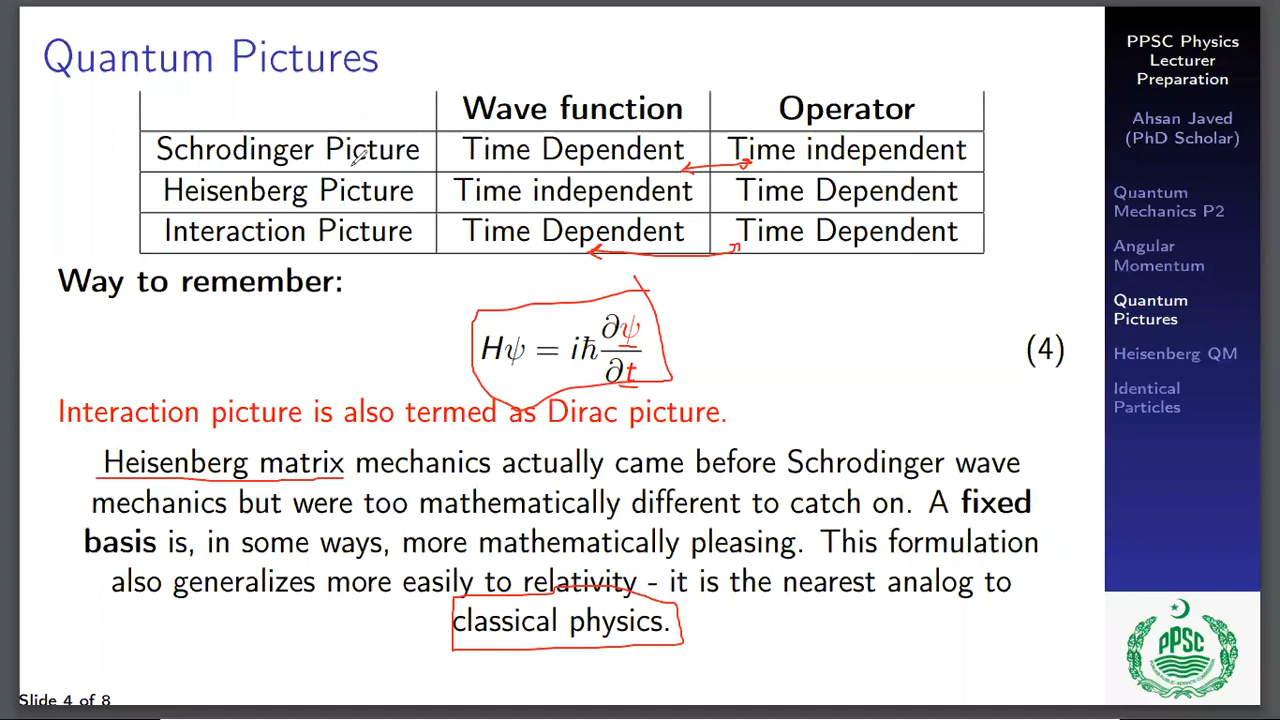 Quantum Pictures
Wave function Operator
Schrodinger Picture Time Dependent Time independent
Heisenberg Picture Time independent Time Dependent
Interaction Picture Time Dependent Time Dependent
Way to remember:
Hψ = iħ ∂ψ/∂t (4)
Interaction picture is also termed as Dirac picture.
Heisenberg matrix mechanics actually came before Schrodinger wave
mechanics but were too mathematically different to catch on. A fixed
basis is, in some ways, more mathematically pleasing. This formulation
also generalizes more easily to relativity - it is the nearest analog to
classical physics.
Slide 4 of 8
PPSC Physics
Lecturer
Preparation
Ahsan Javed
(PhD Scholar)
Quantum
Mechanics P2
Angular
Momentum
Quantum
Pictures
Heisenberg QM
Identical
Particles
PPSC